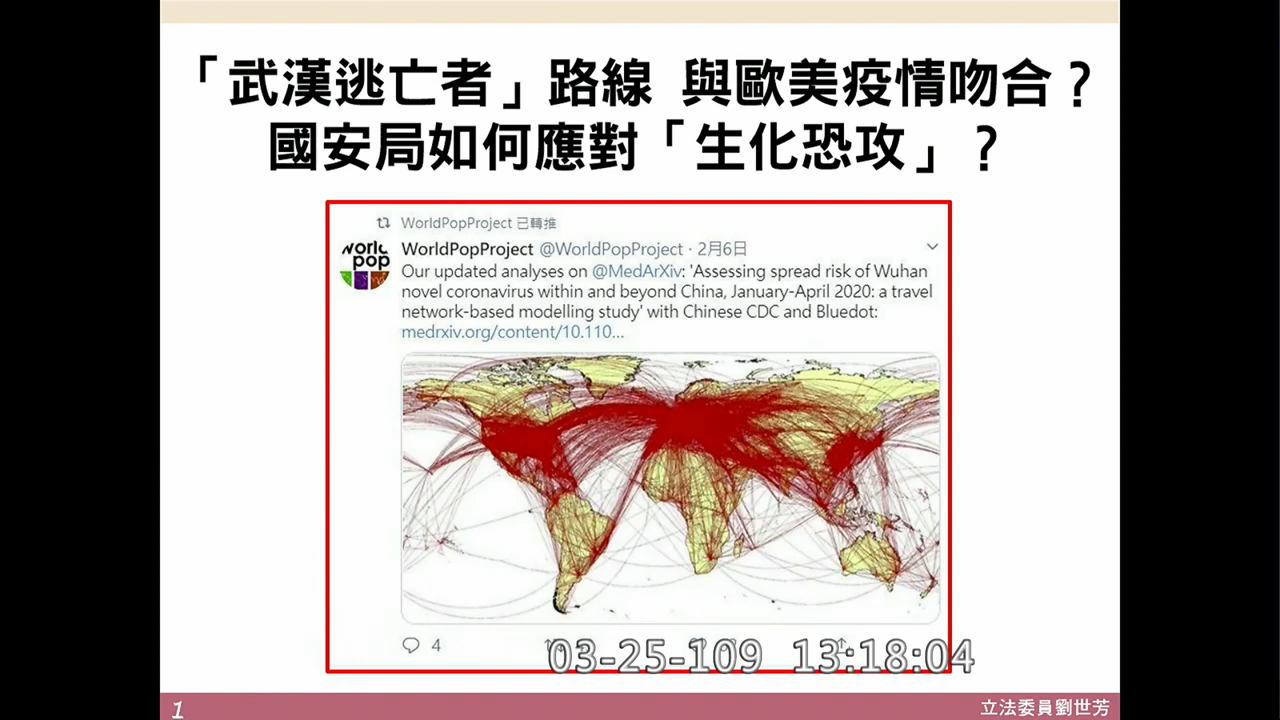 「武漢逃亡者」路線 與歐美疫情吻合？
國安局如何應對「生化恐攻」？
WorldPopProject 已轉推
worl
pop
WorldPopProject @WorldPopProject · 2月6日
Our updated analyses on @MedArXiv: 'Assessing spread risk of Wuhan
novel coronavirus within and beyond China, January-April 2020: a travel
network-based modelling study' with Chinese CDC and Bluedot:
medrxiv.org/content/10.110...
4
03-25-109 13:18:04
1
立法委員劉世芳